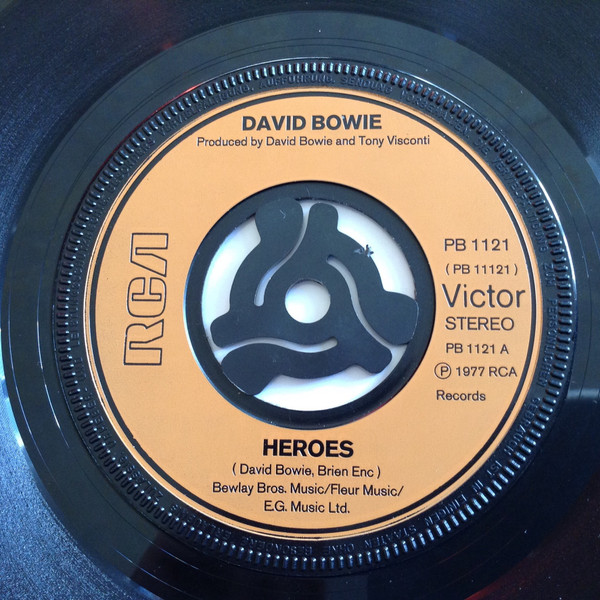 DAVID BOWIE
Produced by David Bowie and Tony Visconti
RCA
PB 1121
( PB 11121 )
Victor
STEREO
PB 1121 A
Ⓟ 1977 RCA
Records
HEROES
( David Bowie, Brien Enc )
Bewlay Bros. Music/Fleur Music/
E.G. Music Ltd.